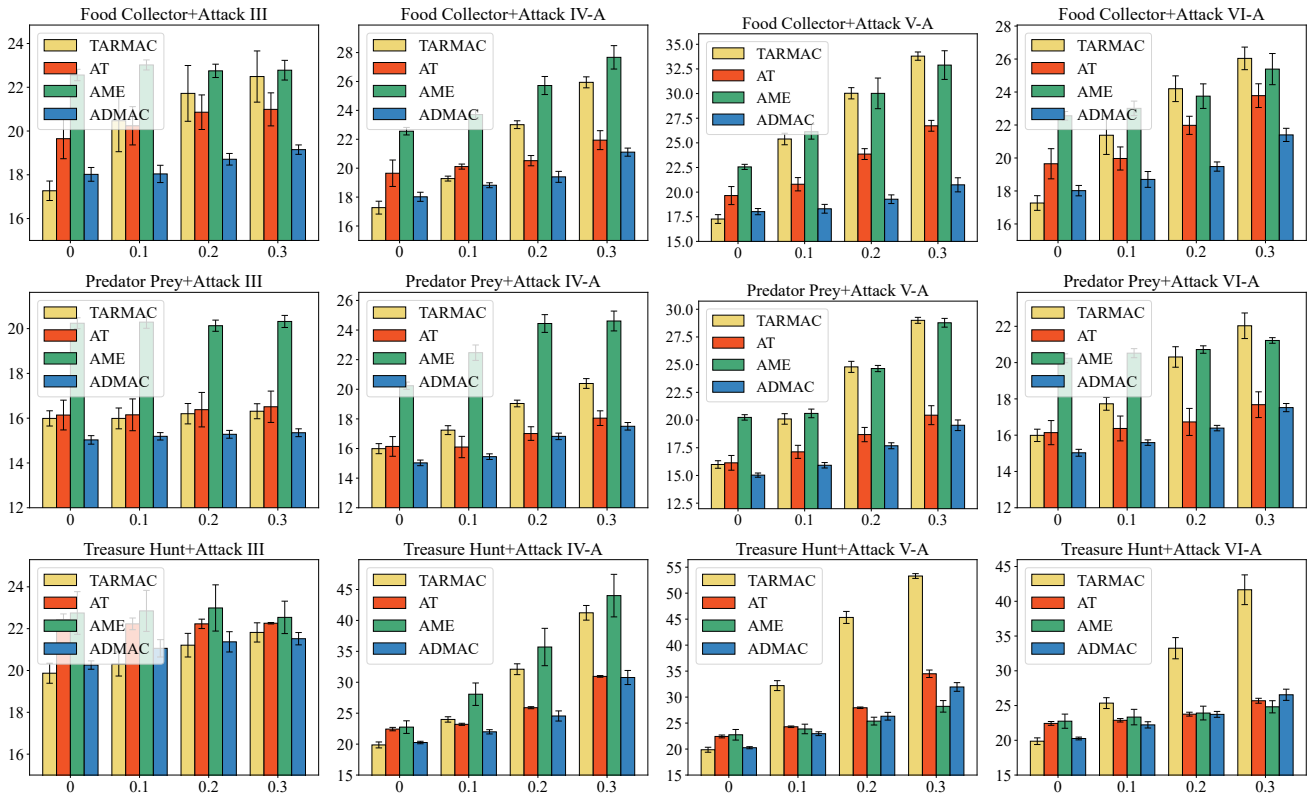 Food Collector+Attack III
24
22
20
18
16
TARMAC
AT
AME
ADMAC
0 0.1 0.2 0.3
Food Collector+Attack IV-A
28
26
24
22
20
18
16
TARMAC
AT
AME
ADMAC
0 0.1 0.2 0.3
Food Collector+Attack V-A
35.0
32.5
30.0
27.5
25.0
22.5
20.0
17.5
15.0
TARMAC
AT
AME
ADMAC
0 0.1 0.2 0.3
Food Collector+Attack VI-A
28
26
24
22
20
18
16
TARMAC
AT
AME
ADMAC
0 0.1 0.2 0.3
Predator Prey+Attack III
20
18
16
14
12
TARMAC
AT
AME
ADMAC
0 0.1 0.2 0.3
Predator Prey+Attack IV-A
26
24
22
20
18
16
14
12
TARMAC
AT
AME
ADMAC
0 0.1 0.2 0.3
Predator Prey+Attack V-A
30.0
27.5
25.0
22.5
20.0
17.5
15.0
12.5
TARMAC
AT
AME
ADMAC
0 0.1 0.2 0.3
Predator Prey+Attack VI-A
22
20
18
16
14
12
TARMAC
AT
AME
ADMAC
0 0.1 0.2 0.3
Treasure Hunt+Attack III
24
22
20
18
16
TARMAC
AT
AME
ADMAC
0 0.1 0.2 0.3
Treasure Hunt+Attack IV-A
45
40
35
30
25
20
15
TARMAC
AT
AME
ADMAC
0 0.1 0.2 0.3
Treasure Hunt+Attack V-A
55
50
45
40
35
30
25
20
15
TARMAC
AT
AME
ADMAC
0 0.1 0.2 0.3
Treasure Hunt+Attack VI-A
45
40
35
30
25
20
15
TARMAC
AT
AME
ADMAC
0 0.1 0.2 0.3